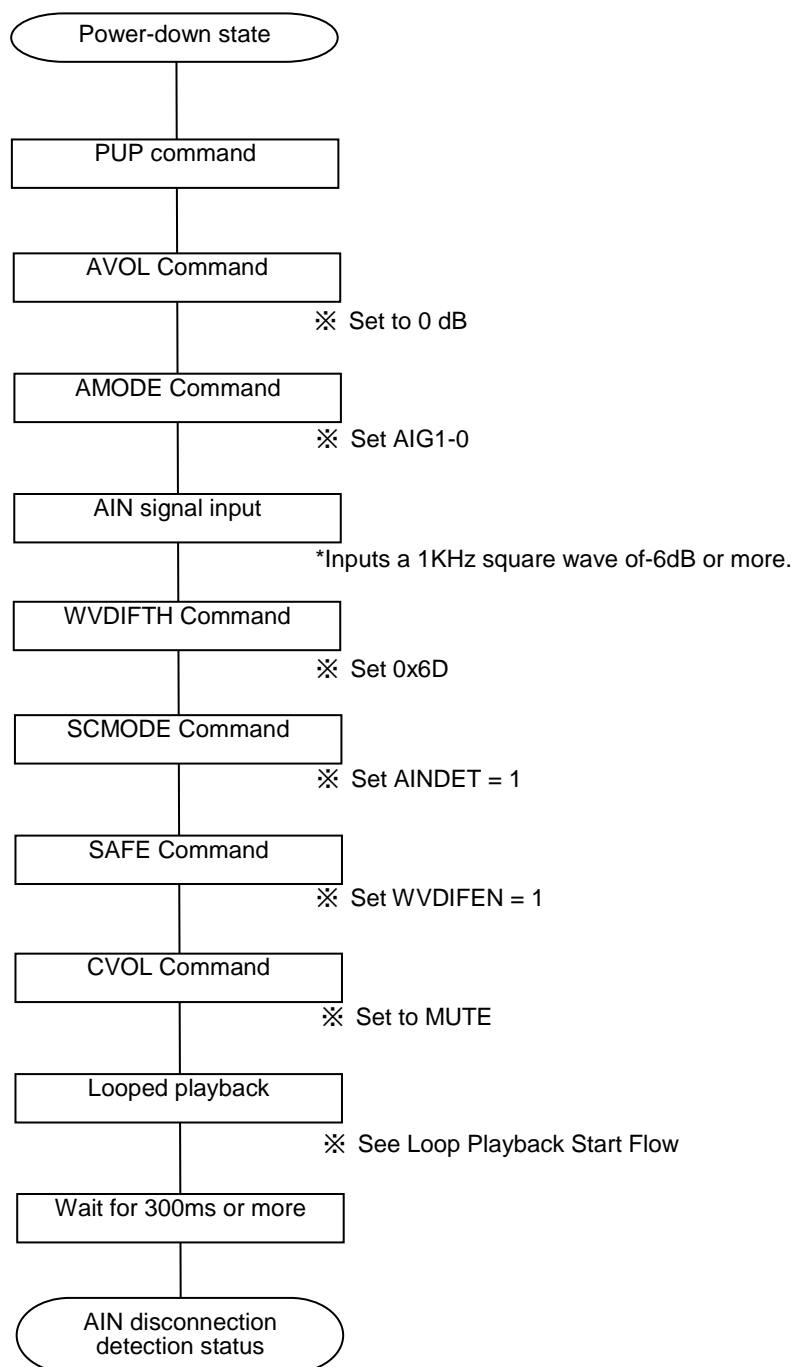 Power-down state
PUP command
AVOL Command
※ Set to 0 dB
AMODE Command
※ Set AIG1-0
AIN signal input
*Inputs a 1KHz square wave of-6dB or more.
WVDIFTH Command
※ Set 0x6D
SCMODE Command
※ Set AINDET = 1
SAFE Command
※ Set WVDIFEN = 1
CVOL Command
※ Set to MUTE
Looped playback
※ See Loop Playback Start Flow
Wait for 300ms or more
AIN disconnection
detection status